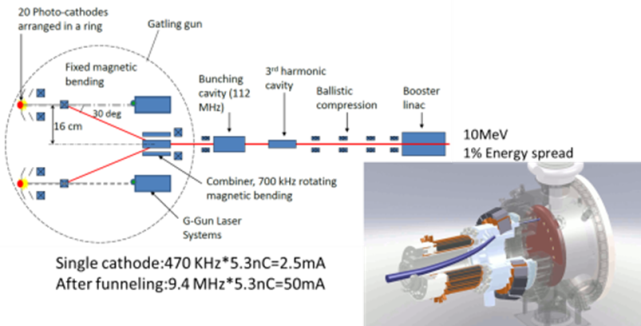 20 Photo-cathodes
arranged in a ring
Gatling gun
Fixed magnetic
bending
30 deg
16 cm
Bunching
cavity (112
MHz)
3rd harmonic
cavity
Ballistic
compression
Booster
linac
10MeV
1% Energy spread
Combiner, 700 kHz rotating
magnetic bending
G-Gun Laser
Systems
Single cathode:470 KHz*5.3nC=2.5mA
After funneling:9.4 MHz*5.3nC=50mA